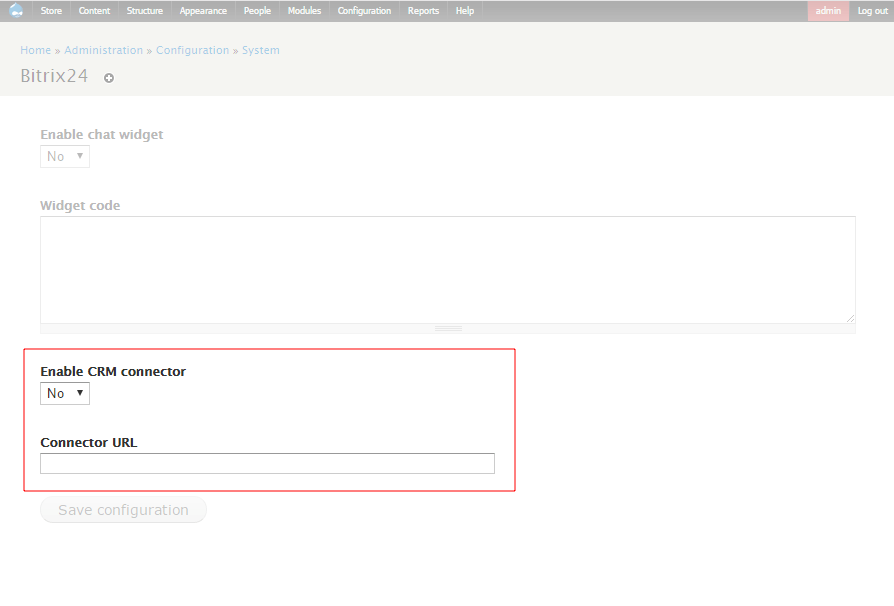 Store Content Structure Appearance People Modules Configuration Reports Help admin Log out
Home » Administration » Configuration » System
Bitrix24
Enable chat widget
No
Widget code
Enable CRM connector
No
Connector URL
Save configuration